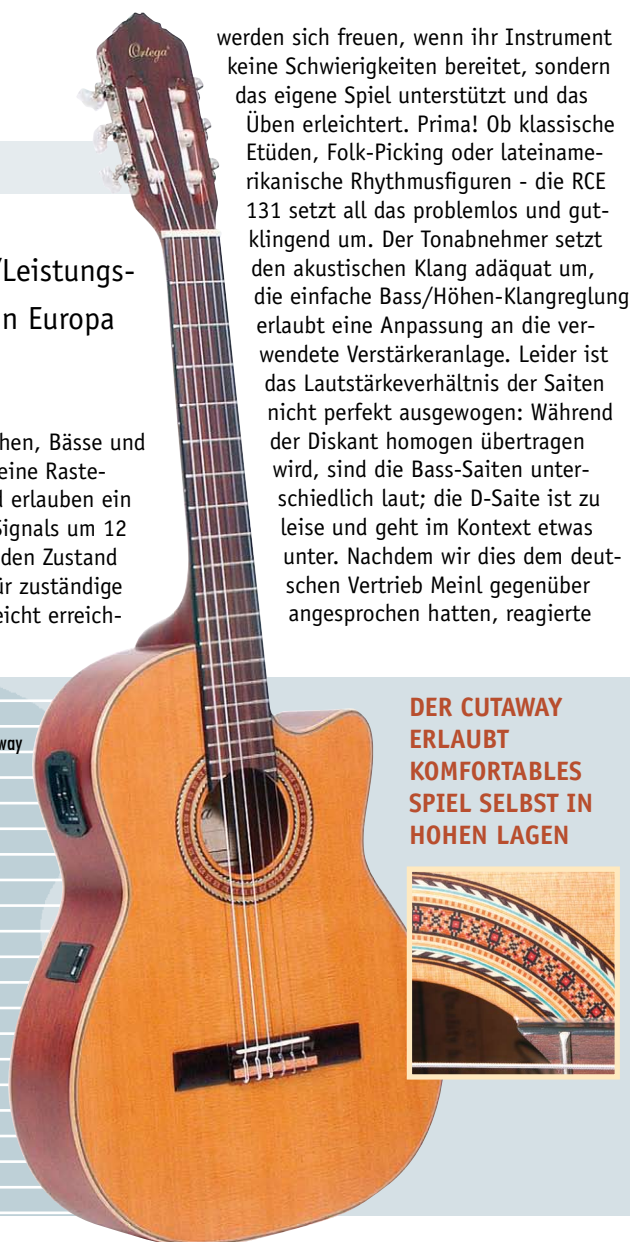 Ortega
/Leistungs-
n Europa
hen, Bässe und
eine Raste-
d erlauben ein
Signals um 12
den Zustand
ür zuständige
eicht erreich-
werden sich freuen, wenn ihr Instrument
keine Schwierigkeiten bereitet, sondern
das eigene Spiel unterstützt und das
Üben erleichtert. Prima! Ob klassische
Etüden, Folk-Picking oder lateiname-
rikanische Rhythmusfiguren - die RCE
131 setzt all das problemlos und gut-
klingend um. Der Tonabnehmer setzt
den akustischen Klang adäquat um,
die einfache Bass/Höhen-Klangreglung
erlaubt eine Anpassung an die ver-
wendete Verstärkeranlage. Leider ist
das Lautstärkeverhältnis der Saiten
nicht perfekt ausgewogen: Während
der Diskant homogen übertragen
wird, sind die Bass-Saiten unter-
schiedlich laut; die D-Saite ist zu
leise und geht im Kontext etwas
unter. Nachdem wir dies dem deut-
schen Vertrieb Meinl gegenüber
angesprochen hatten, reagierte
way
DER CUTAWAY
ERLAUBT
KOMFORTABLES
SPIEL SELBST IN
HOHEN LAGEN